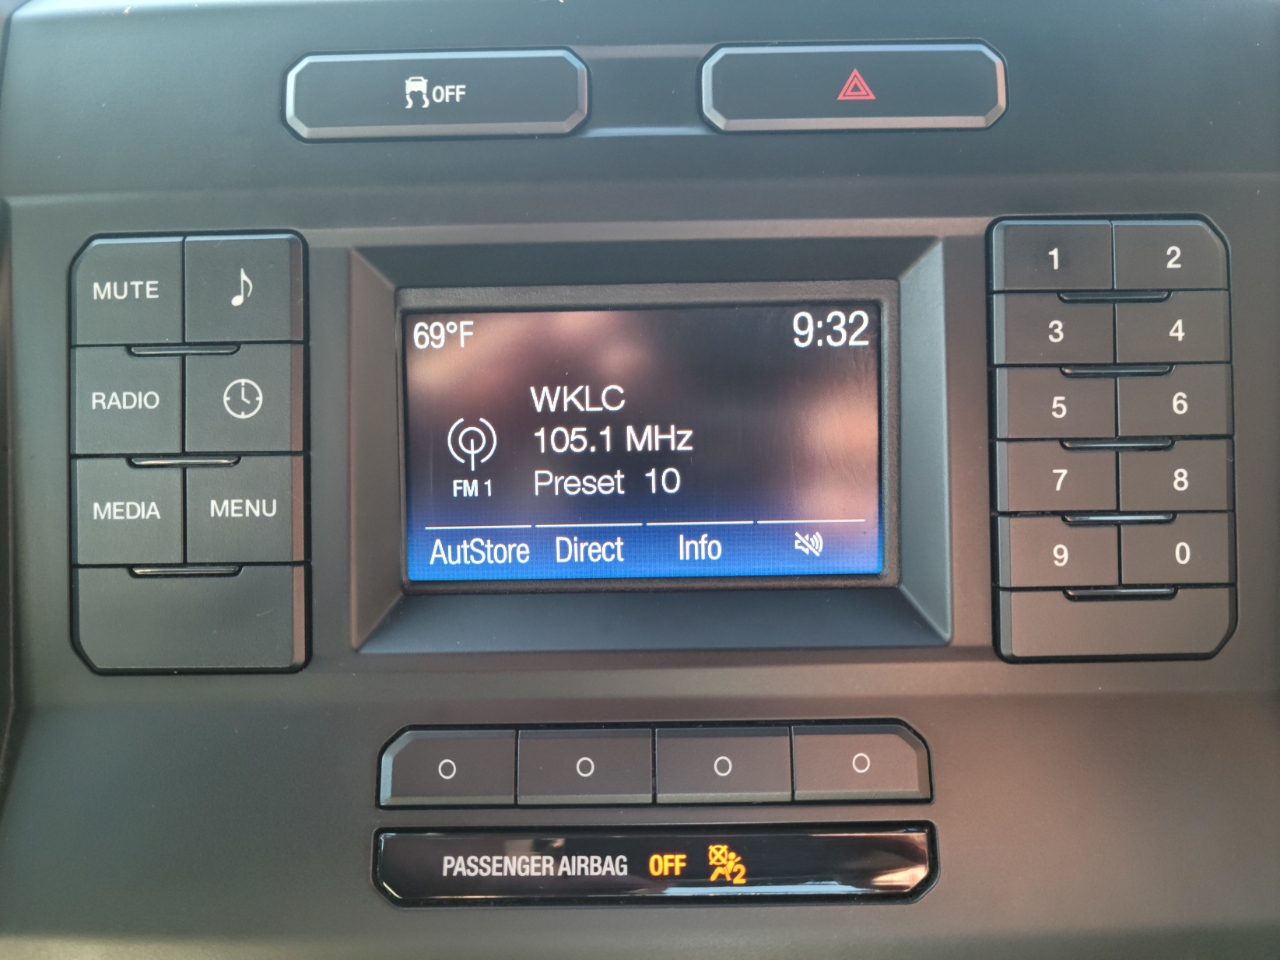 OFF
69°F 9:32
WKLC
105.1 MHz
FM 1
Preset 10
AutStore Direct Info
MUTE
RADIO
MEDIA MENU
1 2
3 4
5 6
7 8
9 0
PASSENGER AIRBAG OFF 2